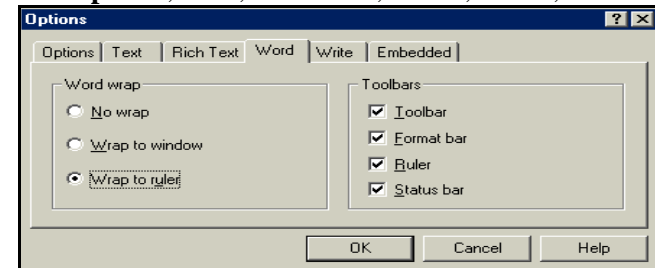 Options
Options Text Rich Text Word Write Embedded
Word wrap
No wrap
Wrap to window
Wrap to ruler
Toolbars
Toolbar
Format bar
Ruler
Status bar
OK Cancel Help